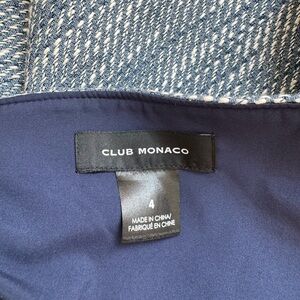 CLUB MONACO
4
MADE IN CHINA/
FABRIQUÉ EN CHINE